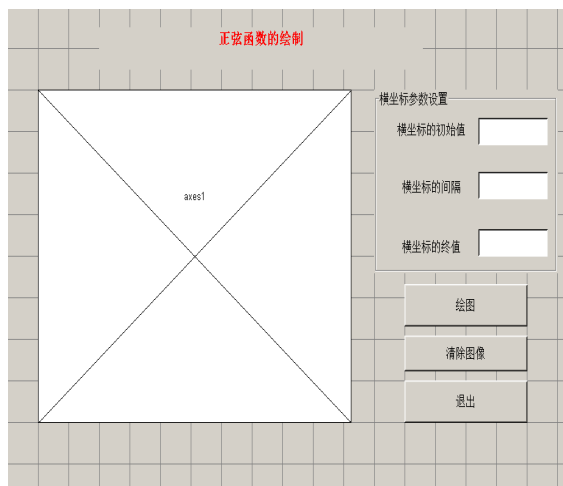 正弦函数的绘制
axes1
横坐标参数设置
横坐标的初始值
横坐标的间隔
横坐标的终值
绘图
清除图像
退出